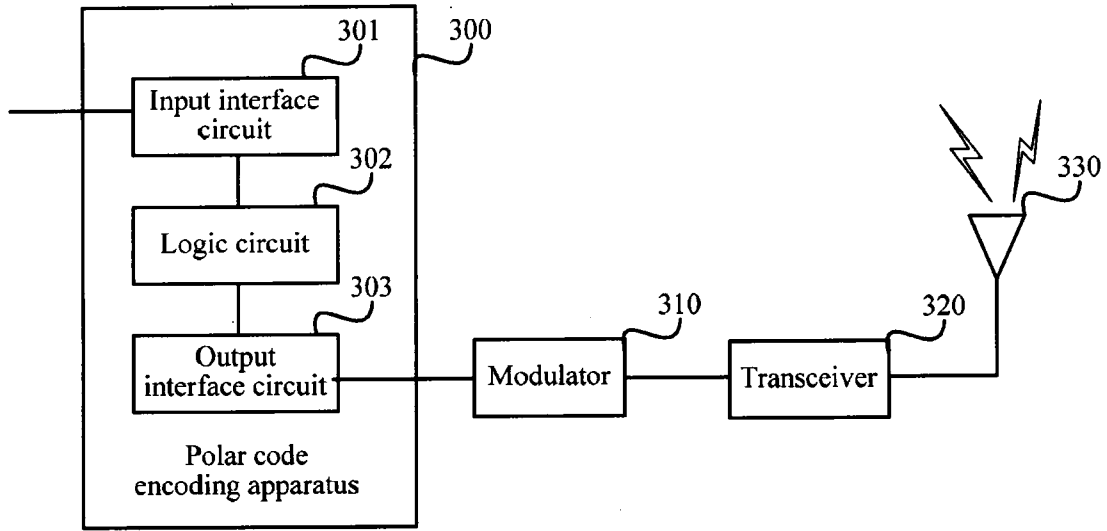 301
300
Input interface
circuit
302
330
Logic circuit
303
310
320
Output
interface circuit
Modulator
Transceiver
Polar code
encoding apparatus